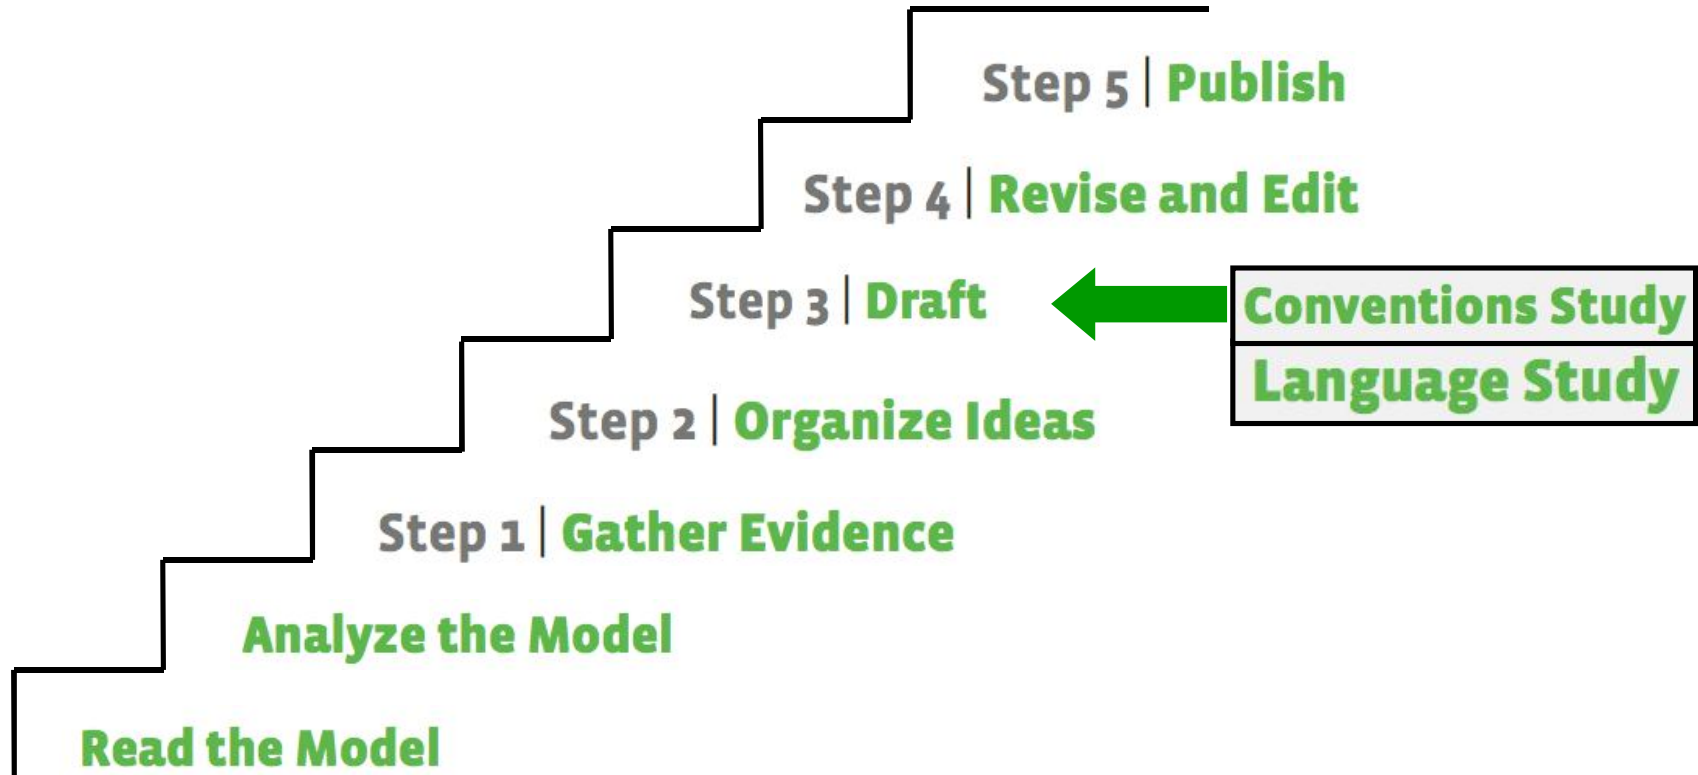 Step 5 | Publish
Step 4 | Revise and Edit
Step 3 | Draft
Conventions Study
Language Study
Step 2 | Organize Ideas
Step 1 | Gather Evidence
Analyze the Model
Read the Model